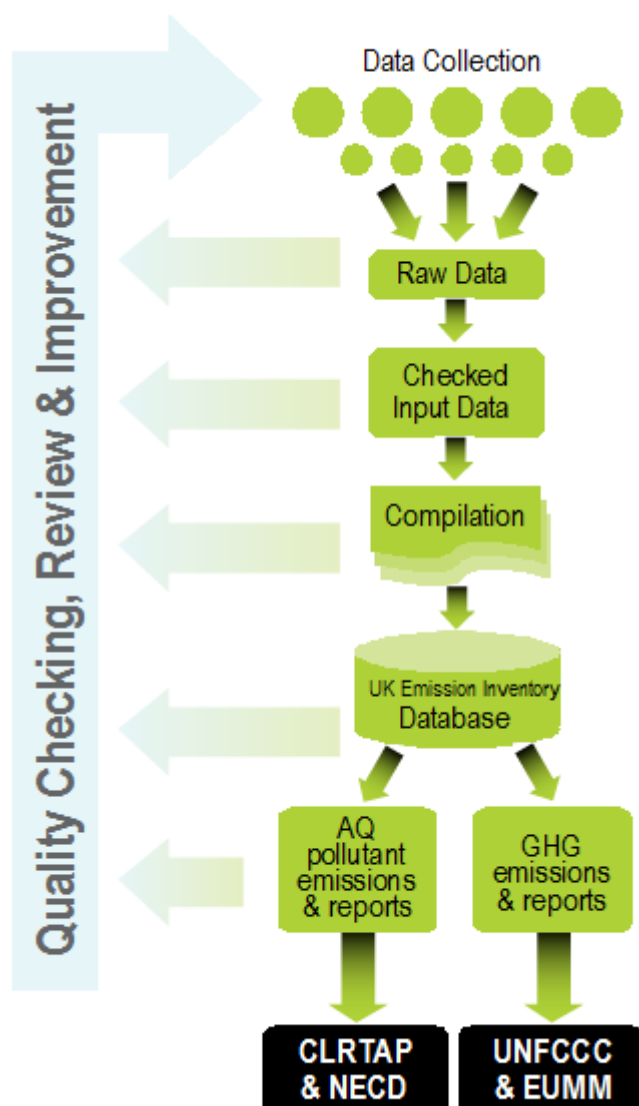 Quality Checking, Review & Improvement
Data Collection
Raw Data
Checked
Input Data
Compilation
UK Emission Inventory
Database
AQ
pollutant
emissions
& reports
GHG
emissions
& reports
CLRTAP
& NECD
UNFCCC
& EUMM